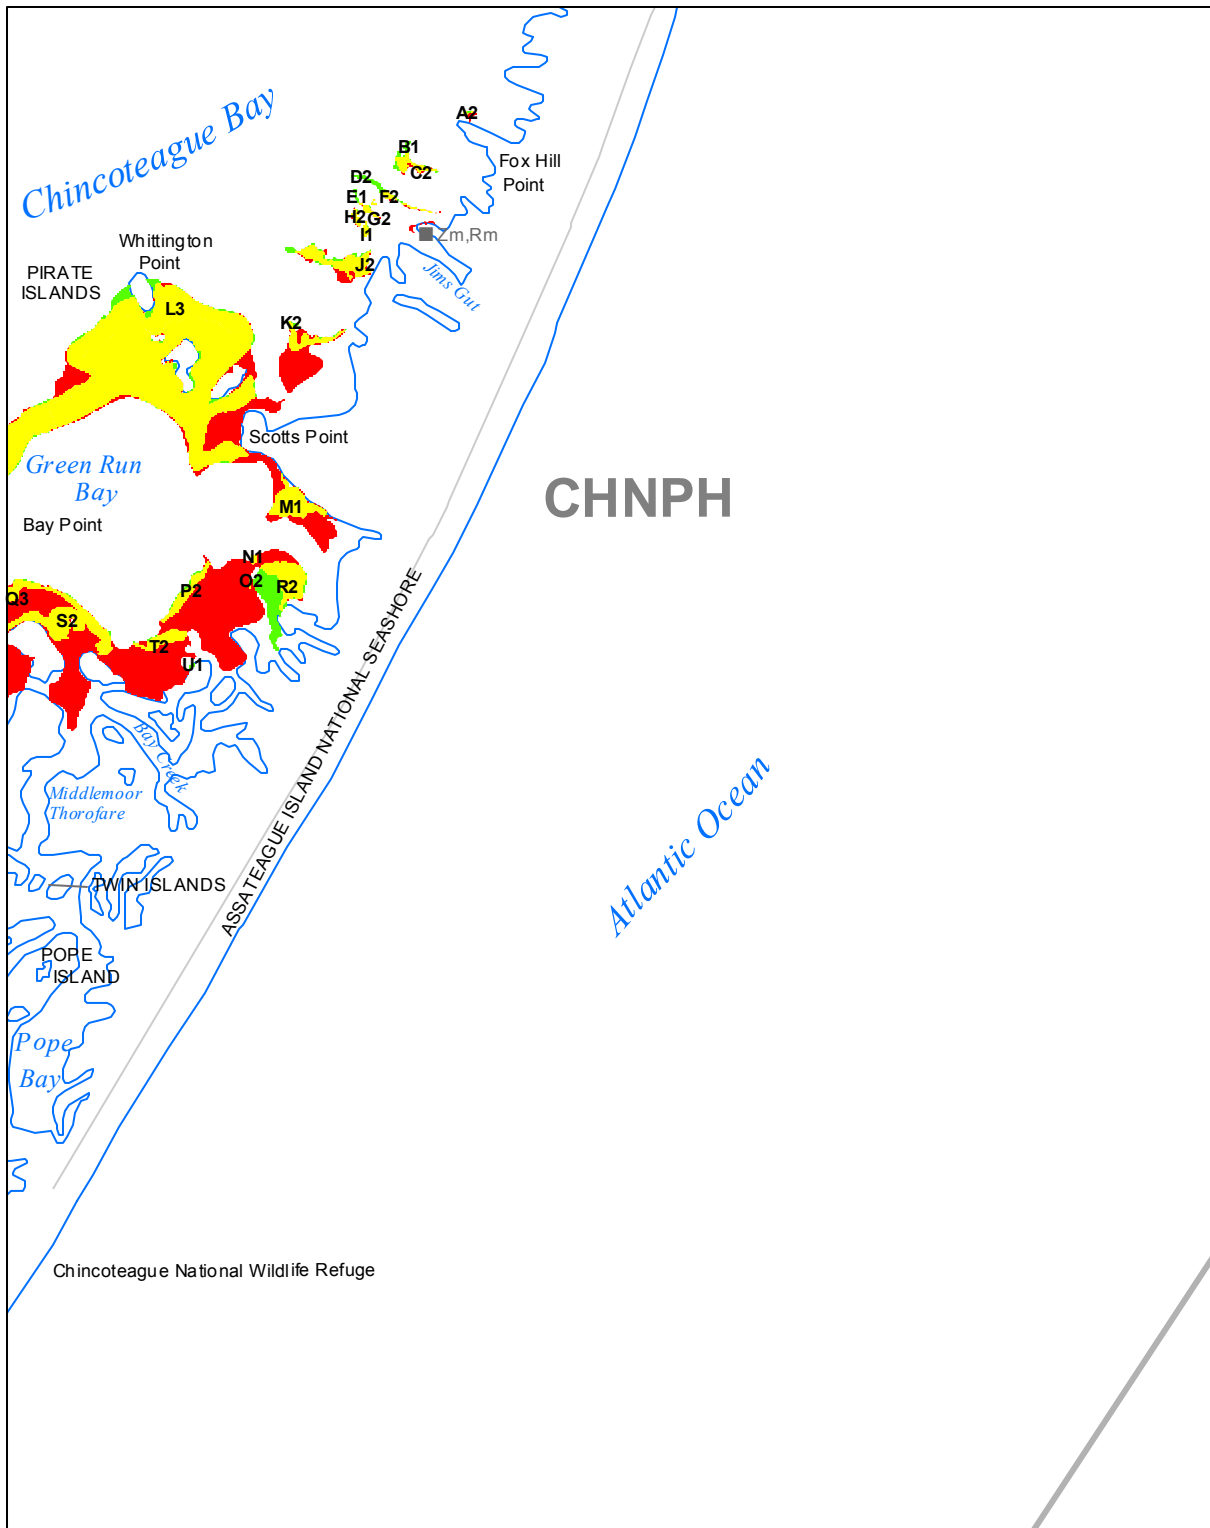 Chincoteague Bay
A2
B1
C2
Fox Hill
Point
D2
E1
F2
H2
G2
I1
Zm,Rm
Whittington
Point
J2
PIRATE
ISLANDS
Jims Gut
L3
K2
Scotts Point
Green Run
Bay
CHNPH
M1
Bay Point
N1
O2
R2
P2
Q3
S2
T2
U1
ASSATEAGUE ISLAND NATIONAL SEASHORE
Bay Creek
Middlemoor
Thorofare
Atlantic Ocean
TWIN ISLANDS
POPE
ISLAND
Pope
Bay
Chincoteague National Wildlife Refuge